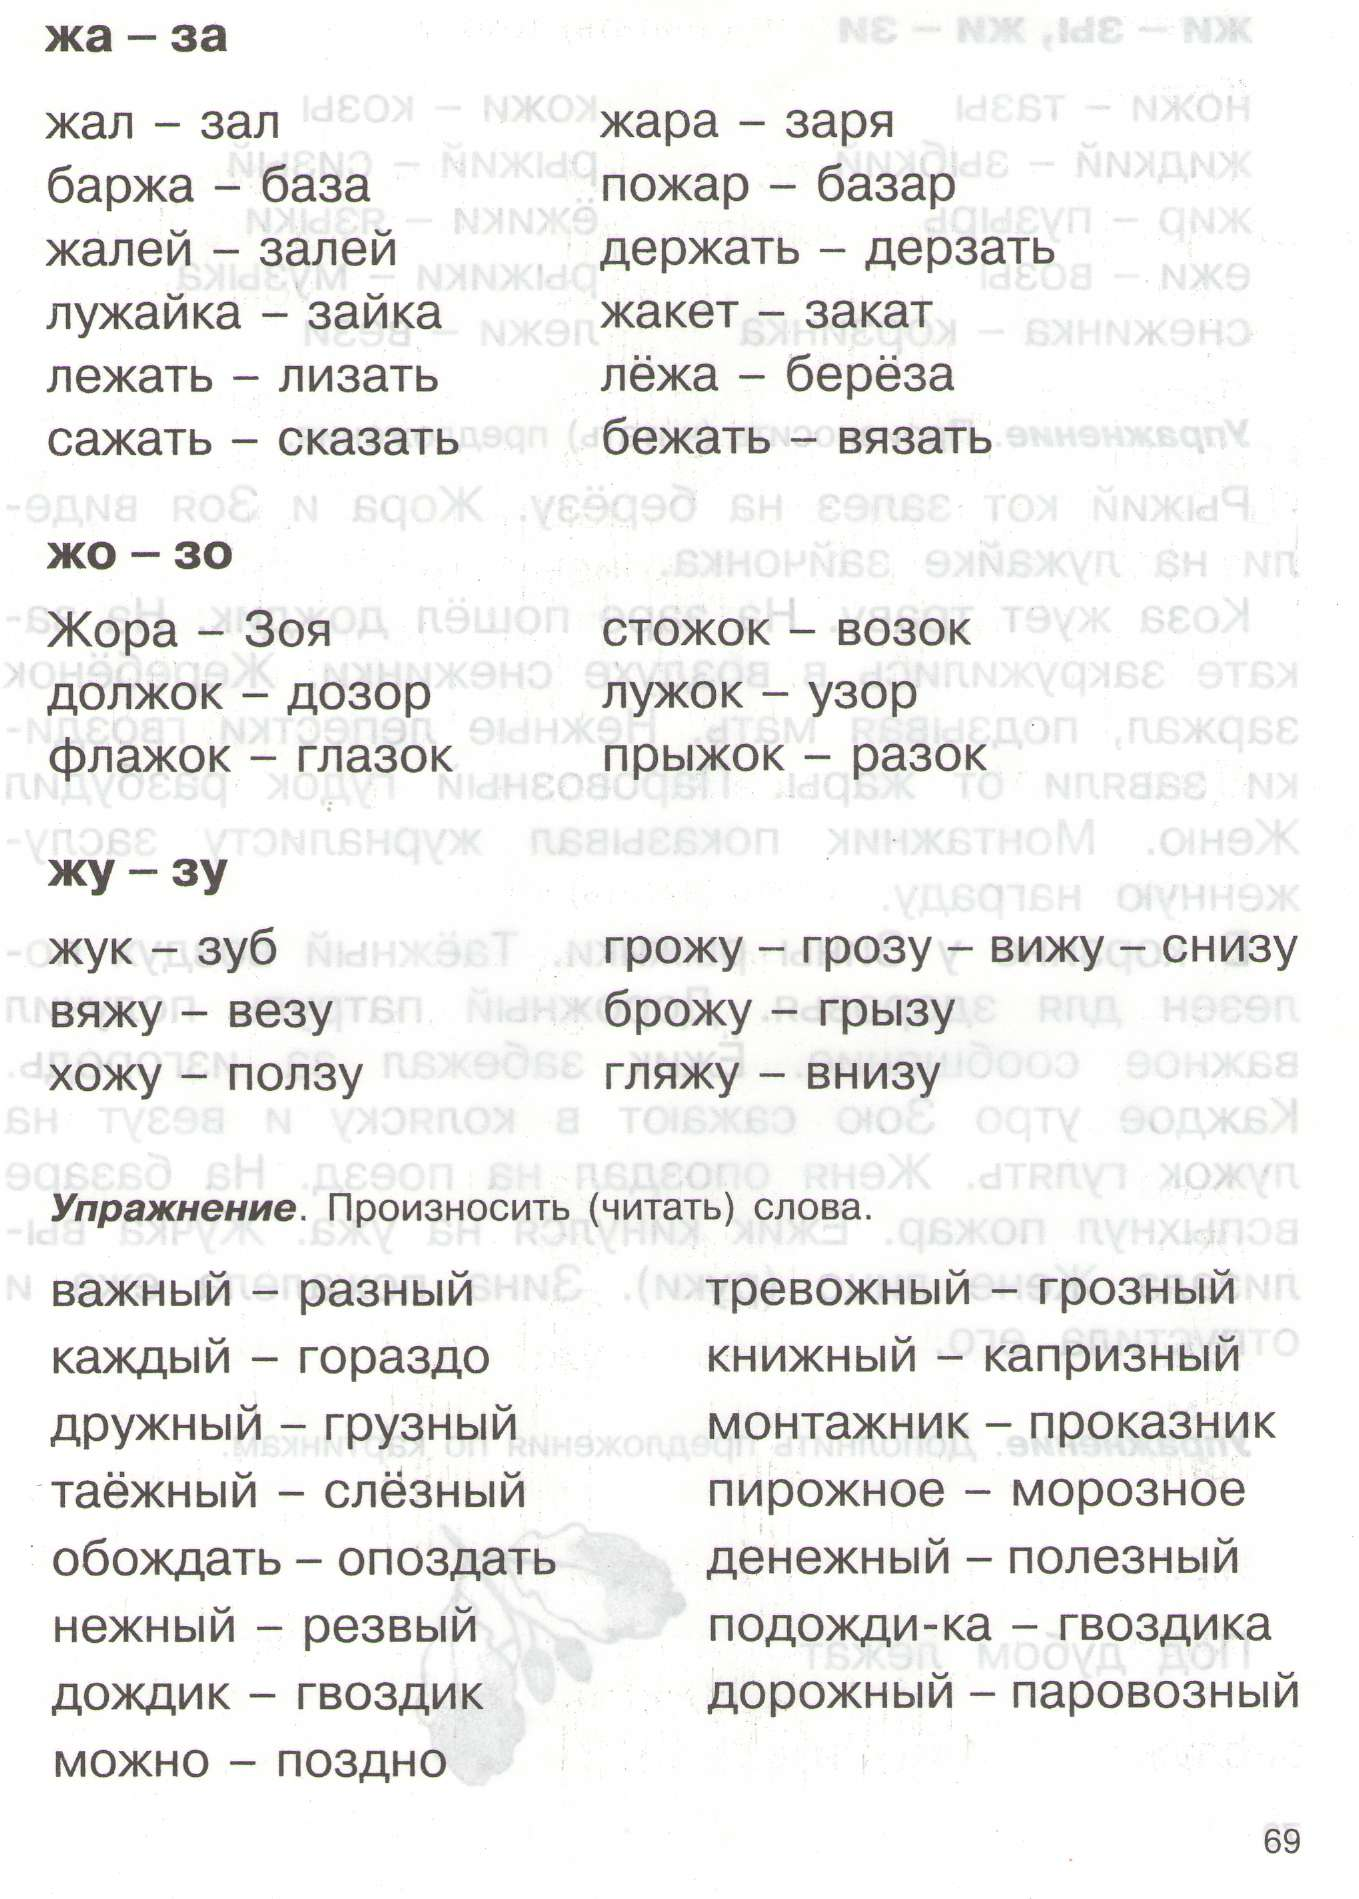 жа – за
жал – зал
баржа – база
жалей – залей
лужайка – зайка
лежать – лизать
сажать – сказать
жара – заря
пожар – базар
держать – дерзать
жакет – закат
лёжа – берёза
бежать – вязать
жо – зо
Жора – Зоя
должок – дозор
флажок – глазок
стожок – возок
лужок – узор
прыжок – разок
жу – зу
жук – зуб
вяжу – везу
хожу – ползу
грожу – грозу – вижу – снизу
брожу – грызу
гляжу – внизу
Упражнение. Произносить (читать) слова.
важный – разный
каждый – гораздо
дружный – грузный
таёжный – слёзный
обождать – опоздать
нежный – резвый
дождик – гвоздик
можно – поздно
тревожный – грозный
книжный – капризный
монтажник – проказник
пирожное – морозное
денежный – полезный
подожди-ка – гвоздика
дорожный – паровозный
69